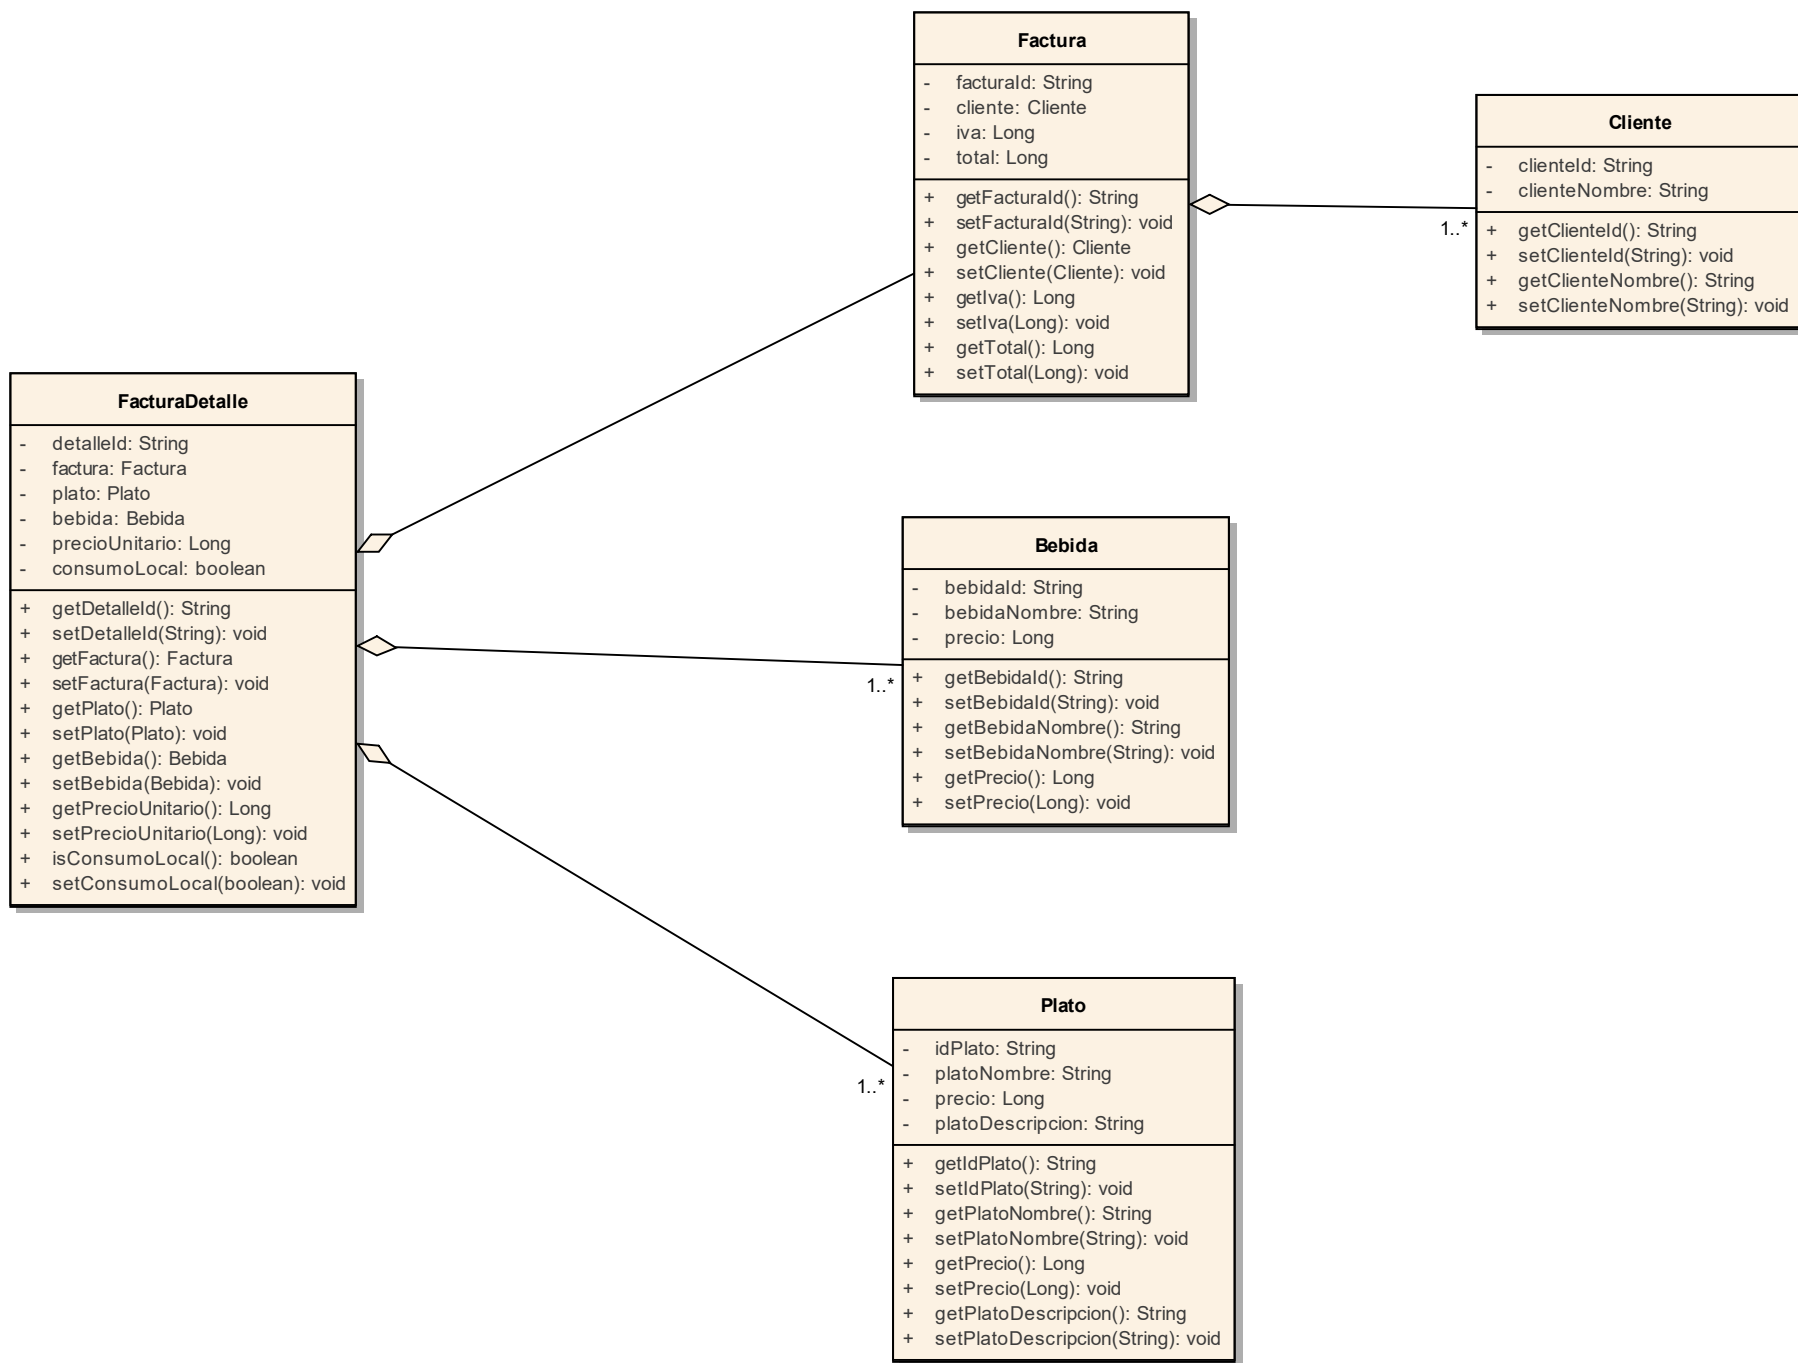 Factura
- facturaId: String
- cliente: Cliente
- iva: Long
- total: Long
+ getFacturaId(): String
+ setFacturaId(String): void
+ getCliente(): Cliente
+ setCliente(Cliente): void
+ getIva(): Long
+ setIva(Long): void
+ getTotal(): Long
+ setTotal(Long): void
Cliente
- clienteId: String
- clienteNombre: String
+ getClienteId(): String
+ setClienteId(String): void
+ getClienteNombre(): String
+ setClienteNombre(String): void
1..*
FacturaDetalle
- detalleId: String
- factura: Factura
- plato: Plato
- bebida: Bebida
- precioUnitario: Long
- consumoLocal: boolean
+ getDetalleId(): String
+ setDetalleId(String): void
+ getFactura(): Factura
+ setFactura(Factura): void
+ getPlato(): Plato
+ setPlato(Plato): void
+ getBebida(): Bebida
+ setBebida(Bebida): void
+ getPrecioUnitario(): Long
+ setPrecioUnitario(Long): void
+ isConsumoLocal(): boolean
+ setConsumoLocal(boolean): void
Bebida
- bebidaId: String
- bebidaNombre: String
- precio: Long
+ getBebidaId(): String
+ setBebidaId(String): void
+ getBebidaNombre(): String
+ setBebidaNombre(String): void
+ getPrecio(): Long
+ setPrecio(Long): void
1..*
Plato
- idPlato: String
- platoNombre: String
- precio: Long
- platoDescripcion: String
+ getIdPlato(): String
+ setIdPlato(String): void
+ getPlatoNombre(): String
+ setPlatoNombre(String): void
+ getPrecio(): Long
+ setPrecio(Long): void
+ getPlatoDescripcion(): String
+ setPlatoDescripcion(String): void
1..*